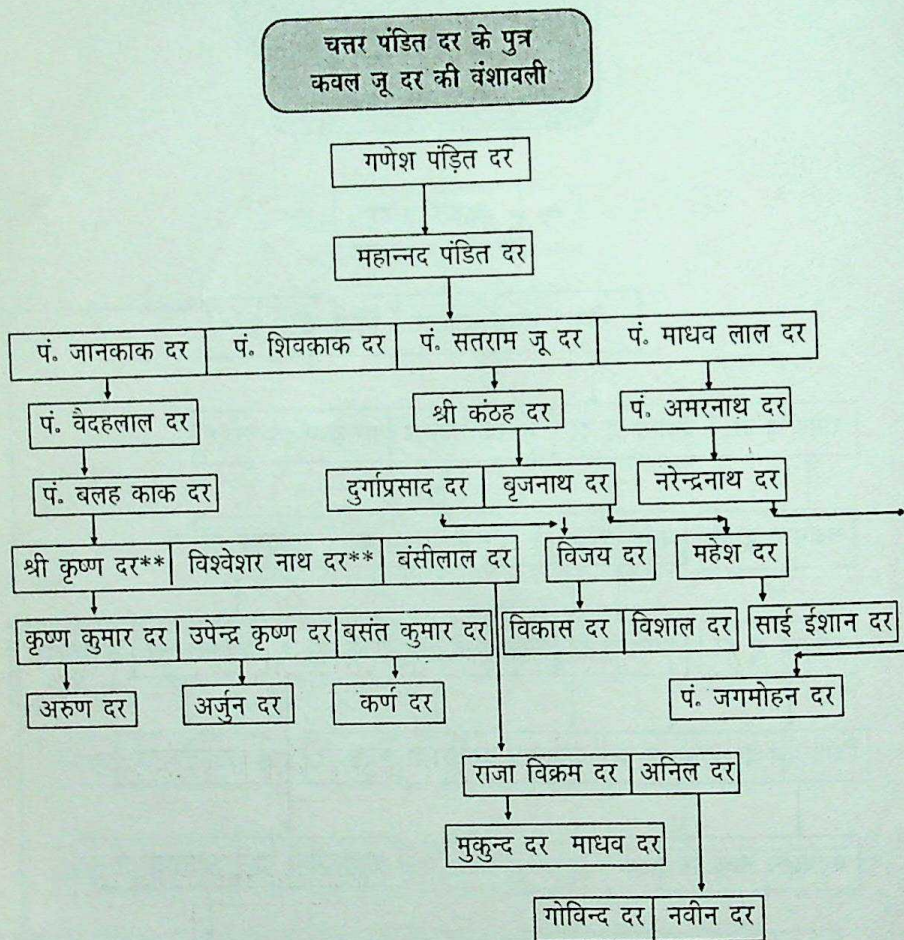 चत्तर पंडित दर के पुत्र
कवल जू दर की वंशावली
गणेश पंड़ित दर
महान्नद पंडित दर
पं. जानकाक दर पं. शिवकाक दर पं. सतराम जू दर पं. माधव लाल दर
पं. वैदहलाल दर श्री कंठह दर पं. अमरनाथ दर
पं. बलह काक दर दुर्गाप्रसाद दर बृजनाथ दर नरेन्द्रनाथ दर
श्री कृष्ण दर** विश्वेशर नाथ दर** बंसीलाल दर विजय दर महेश दर
कृष्ण कुमार दर उपेन्द्र कृष्ण दर बसंत कुमार दर विकास दर विशाल दर साई ईशान दर
अरुण दर अर्जुन दर कर्ण दर पं. जगमोहन दर
राजा विक्रम दर अनिल दर
मुकुन्द दर माधव दर
गोविन्द दर नवीन दर